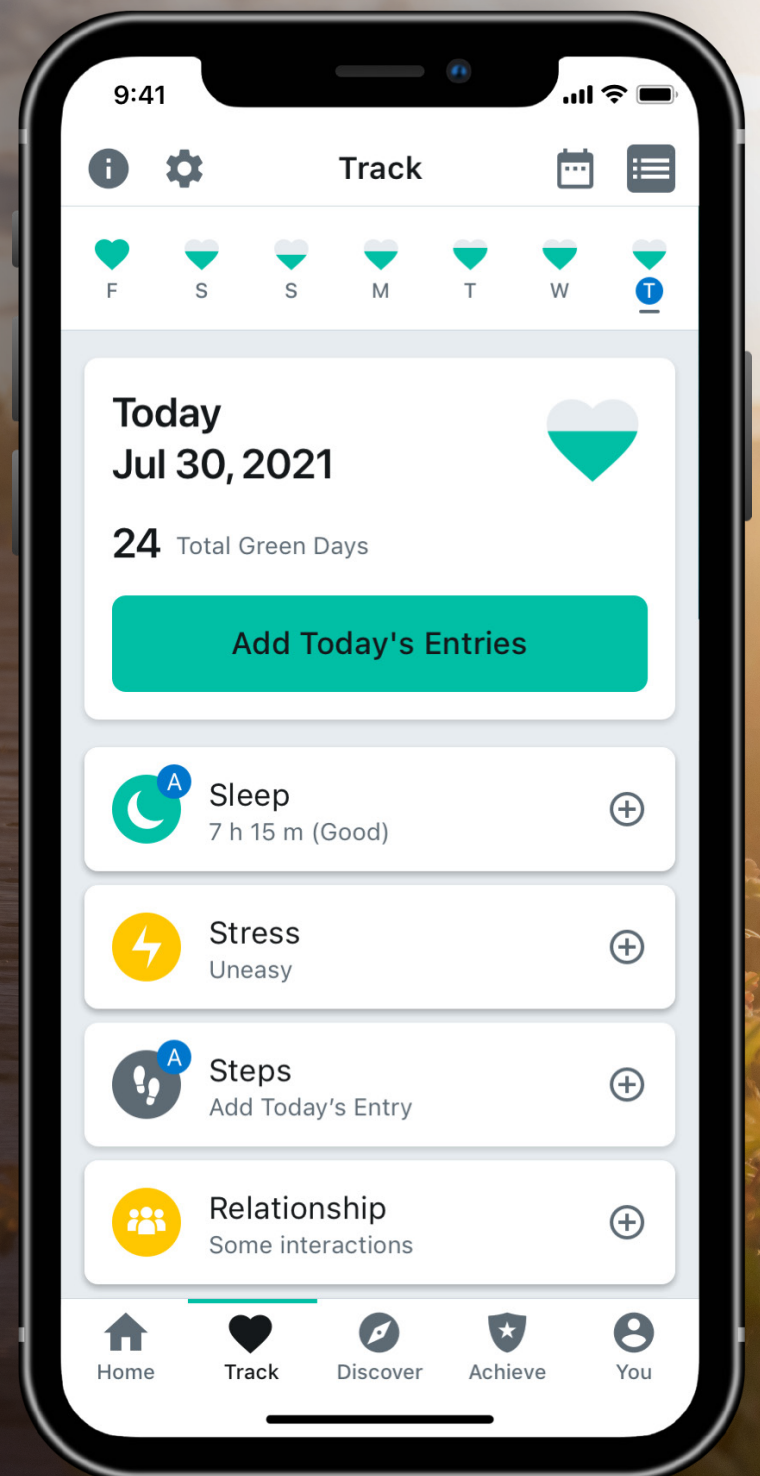 9:41
Track
F S S M T W T
Today
Jul 30, 2021
24 Total Green Days
Add Today's Entries
A
Sleep
7 h 15 m (Good)
Stress
Uneasy
A
Steps
Add Today’s Entry
Relationship
Some interactions
Home Track Discover Achieve You